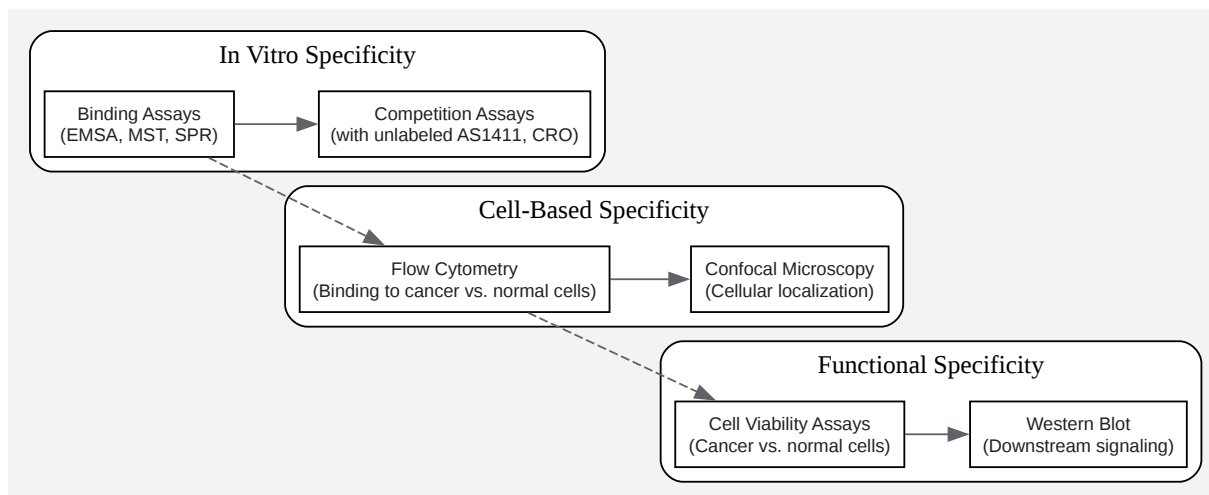 In Vitro Specificity
Binding Assays
(EMSA, MST, SPR)
Competition Assays
(with unlabeled AS1411, CRO)
Cell-Based Specificity
Flow Cytometry
(Binding to cancer vs. normal cells)
Confocal Microscopy
(Cellular localization)
Functional Specificity
Cell Viability Assays
(Cancer vs. normal cells)
Western Blot
(Downstream signaling)